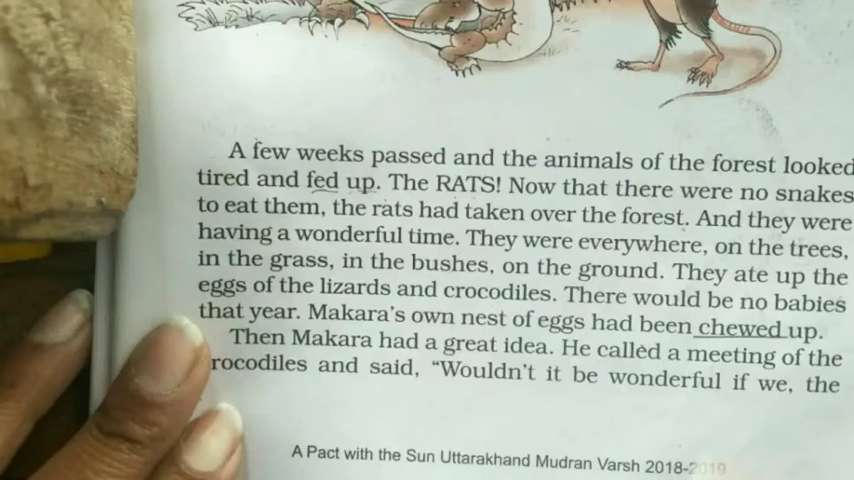 A few weeks passed and the animals of the forest looked
tired and fed up. The RATS! Now that there were no snakes
to eat them, the rats had taken over the forest. And they were
having a wonderful time. They were everywhere, on the trees,
in the grass, in the bushes, on the ground. They ate up the
eggs of the lizards and crocodiles. There would be no babies
that year. Makara's own nest of eggs had been chewed up.
Then Makara had a great idea. He called a meeting of the
rocodiles and said, “Wouldn't it be wonderful if we, the
A Pact with the Sun Uttarakhand Mudran Varsh 2018-2019